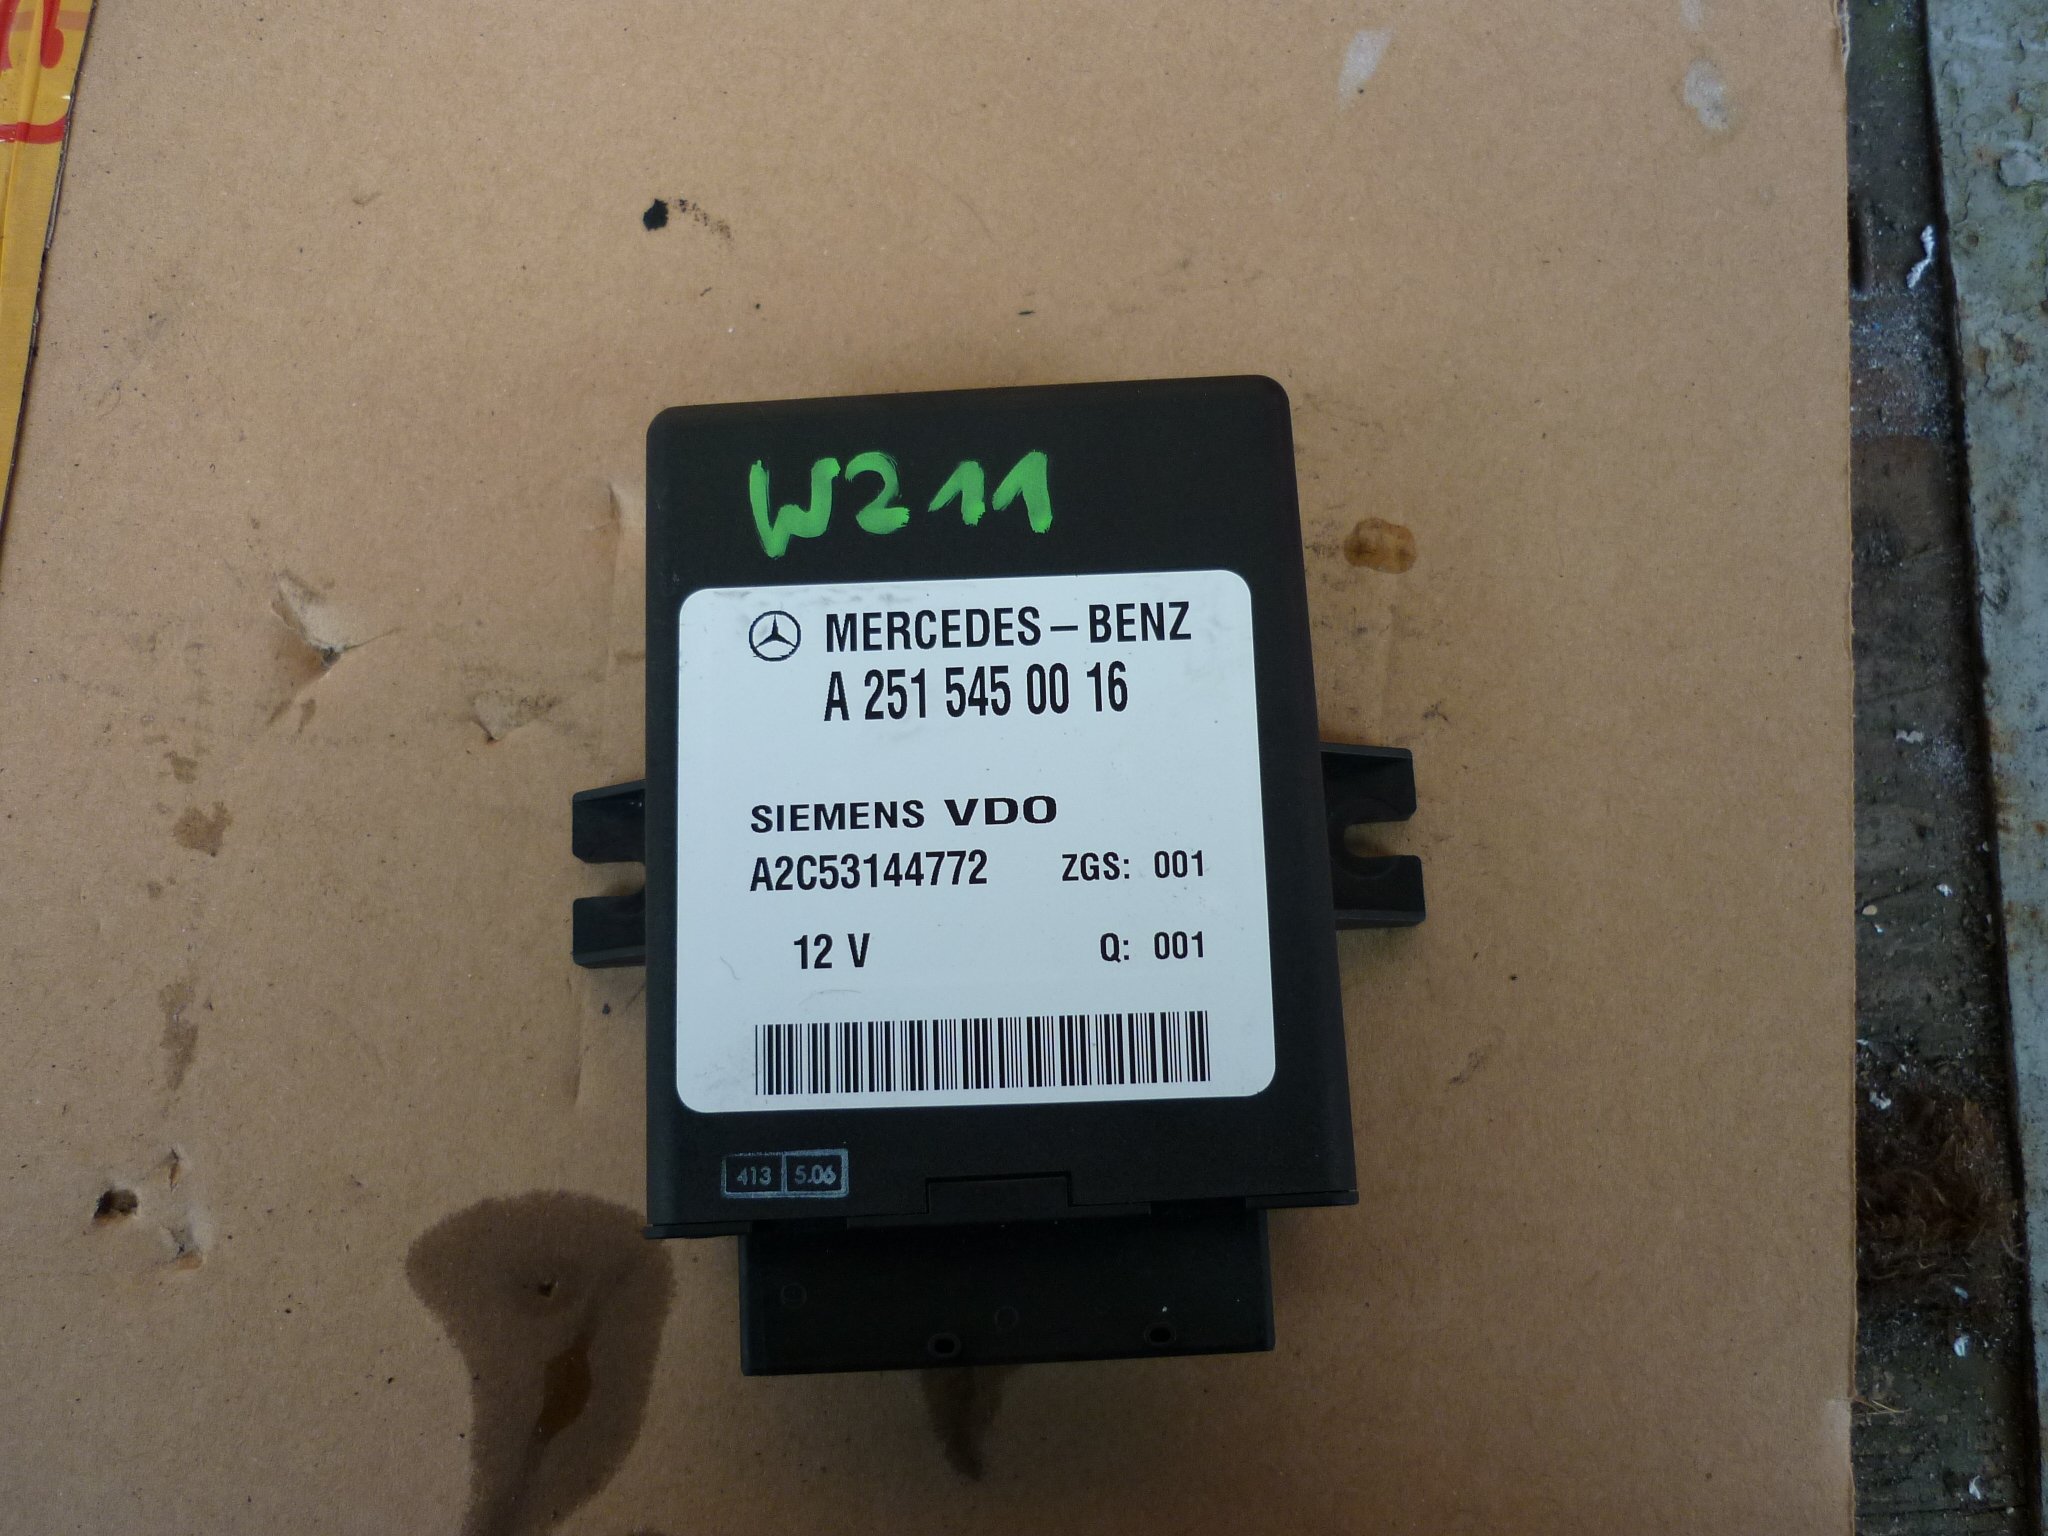 W211
MERCEDES-BENZ
A 251 545 00 16
SIEMENS VDO
A2C53144772 ZGS: 001
12 V Q: 001
413 5.06